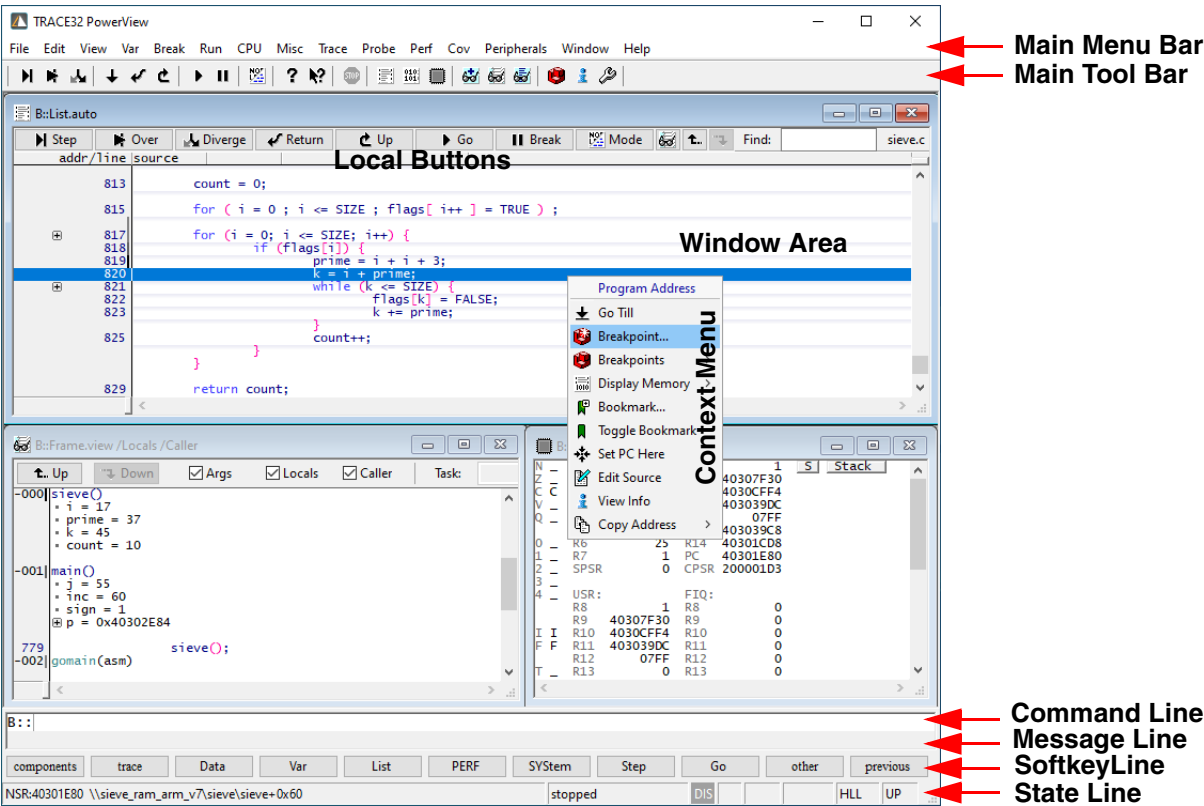 TRACE32 PowerView
File Edit View Var Break Run CPU Misc Trace Probe Perf Cov Peripherals Window Help
Main Menu Bar
Main Tool Bar
B::List.auto
Step Over Diverge Return Up Go Break Mode Find: sieve.c
addr/line source
Local Buttons
813 count = 0;
815 for ( i = 0 ; i <= SIZE ; flags[ i++ ] = TRUE ) ;
817 for (i = 0; i <= SIZE; i++) {
818 if (flags[i]) {
819 prime = i + i + 3;
820 k = i + prime;
821 while (k <= SIZE) {
822 flags[k] = FALSE;
823 k += prime;
}
825 count++;
}
}
829 return count;
Window Area
Program Address
Go Till
Breakpoint...
Breakpoints
Display Memory
Bookmark...
Toggle Bookmark
Set PC Here
Edit Source
View Info
Copy Address
Context Menu
B::Frame.view /Locals /Caller
Up Down Args Locals Caller Task:
-000 sieve()
i = 17
prime = 37
k = 45
count = 10
-001 main()
j = 55
inc = 60
sign = 1
p = 0x40302E84
779 sieve();
-002 gomain(asm)
B:
N _ 1 S Stack
Z _ 40307F30
C C 4030CFF4
V _ 403039DC
Q _ 07FF
403039C8
0 _ R6 25 R14 40301CD8
1 _ R7 1 PC 40301E80
2 _ SPSR 0 CPSR 200001D3
3 _
4 _ USR: FIQ:
R8 1 R8 0
R9 40307F30 R9 0
I I R10 4030CFF4 R10 0
F F R11 403039DC R11 0
R12 07FF R12 0
T _ R13 0 R13 0
B::
Command Line
Message Line
components trace Data Var List PERF SYStem Step Go other previous
SoftkeyLine
NSR:40301E80 \\sieve_ram_arm_v7\sieve\sieve+0x60 stopped DIS HLL UP
State Line